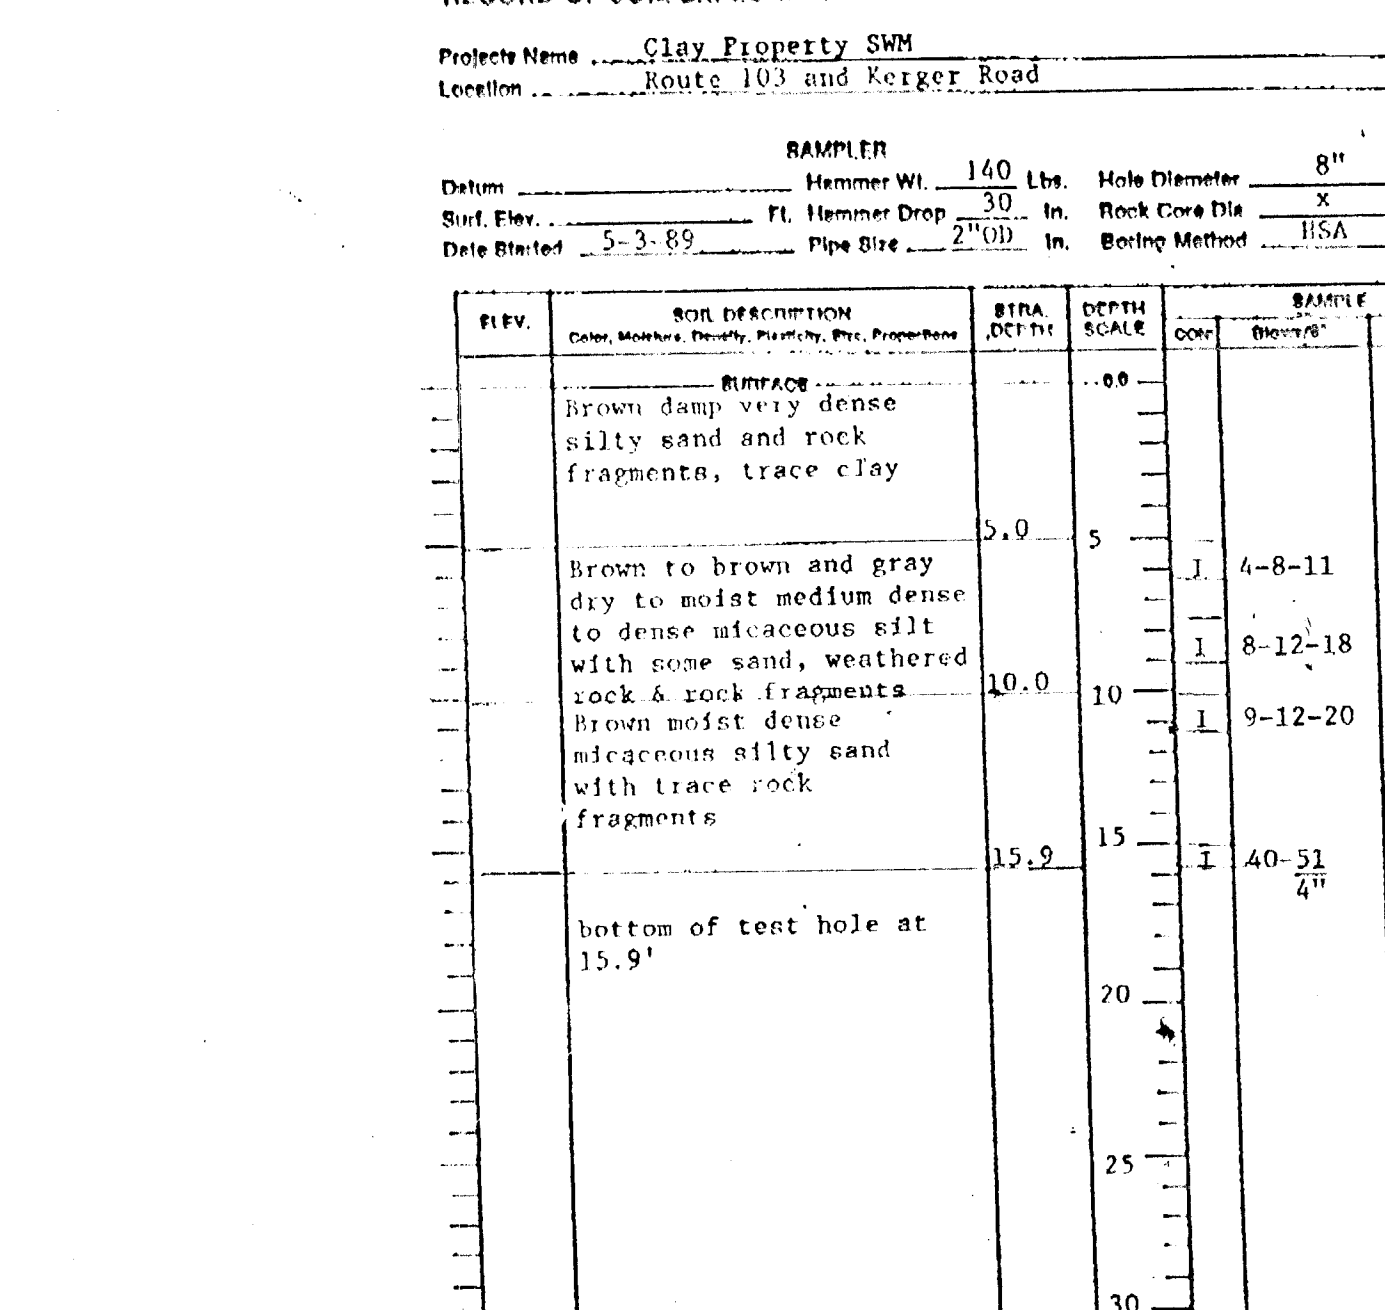 Projects Name Clay Property SWM
Location Route 103 and Kerger Road
SAMPLER
Datum Hammer Wt. 140 Lbs. Hole Diameter 8"
Surf. Elev. Ft. Hammer Drop 30 In. Rock Core Dia x
Date Started 5-3-89 Pipe Size 2"OD In. Boring Method HSA
ELEV. SOIL DESCRIPTION STRA. DEPTH SAMPLE
Color, Moisture, Density, Plasticity, Size, Proportions DEPTH SCALE CON Blows/6"
SURFACE 0.0
Brown damp very dense
silty sand and rock
fragments, trace clay
5.0 5
Brown to brown and gray I 4-8-11
dry to moist medium dense
to dense micaceous silt I 8-12-18
with some sand, weathered
rock & rock fragments 10.0 10
Brown moist dense I 9-12-20
micaceous silty sand
with trace rock
fragments
15
15.9 I 40-51
4"
bottom of test hole at
15.9'
20
25
30